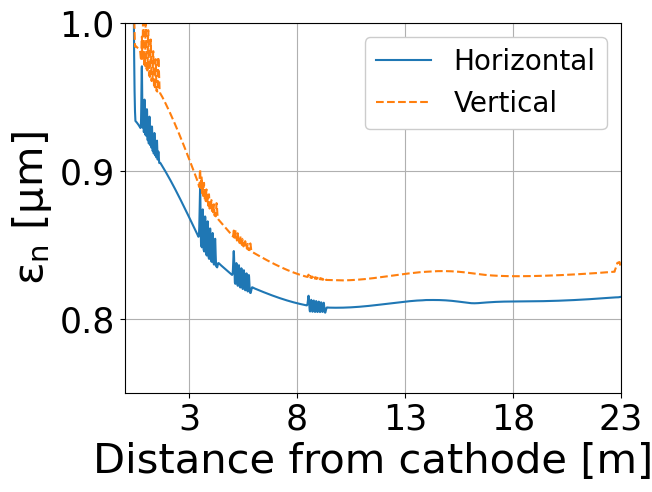 1.0
0.9
0.8
εn [μm]
Horizontal
Vertical
3 8 13 18 23
Distance from cathode [m]